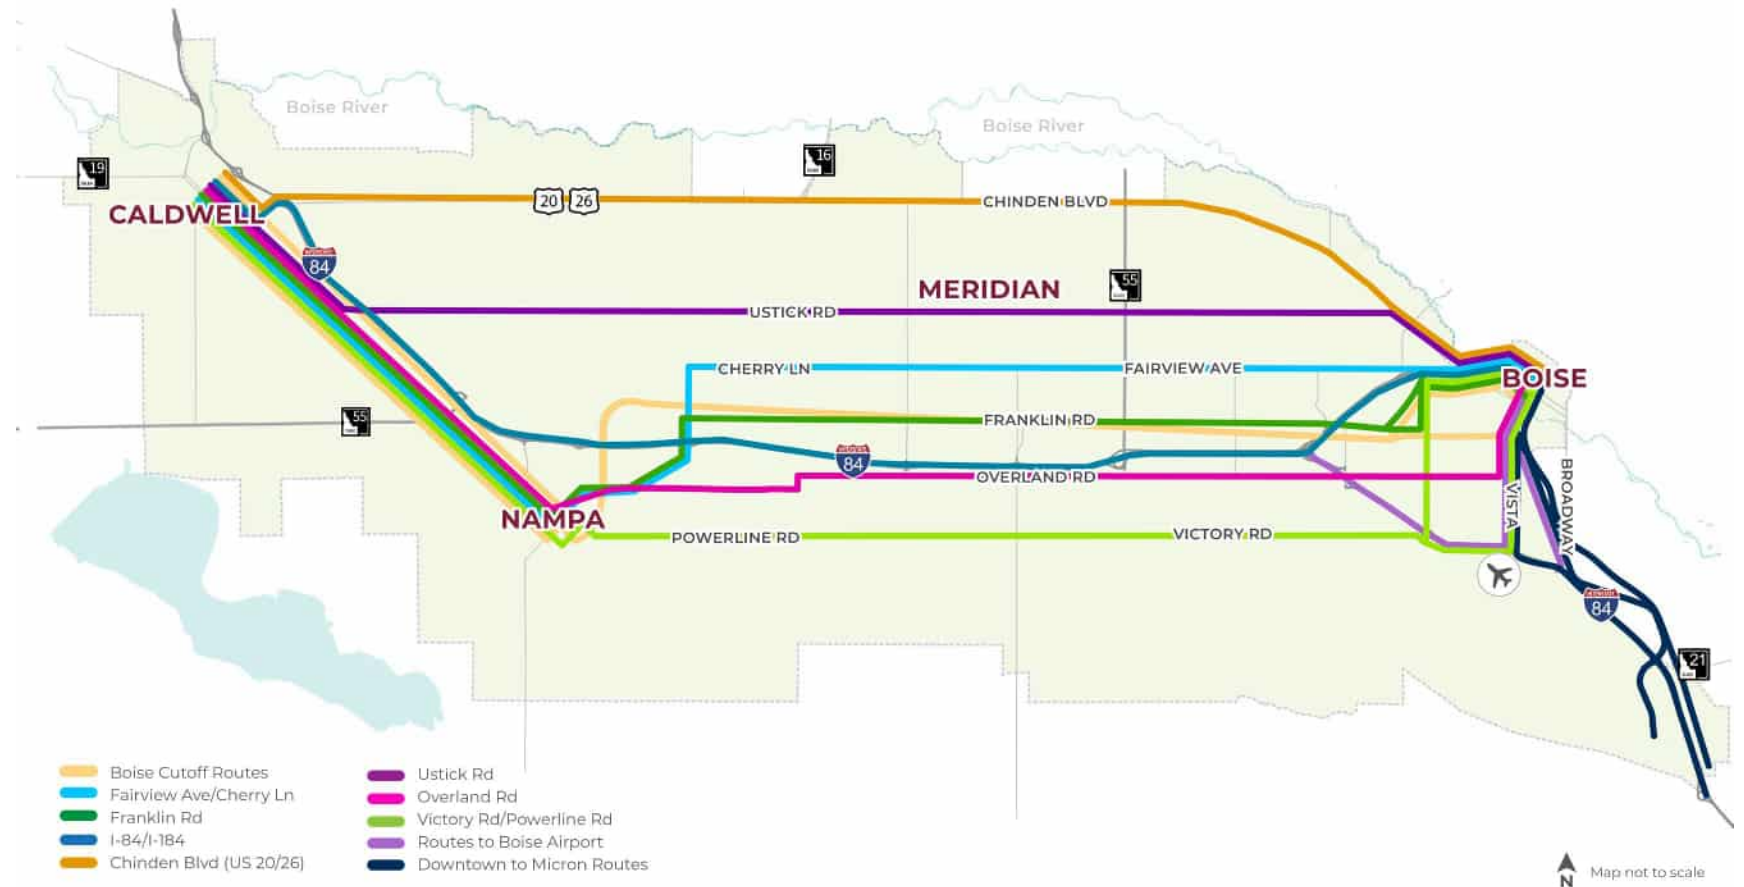 Boise River
Boise River
19
16
CALDWELL
20
26
CHINDEN BLVD
84
MERIDIAN
55
USTICK RD
CHERRY LN
FAIRVIEW AVE
BOISE
55
FRANKLIN RD
84
OVERLAND RD
NAMPA
VISTA
BROADWAY
POWERLINE RD
VICTORY RD
84
21
Boise Cutoff Routes
Fairview Ave/Cherry Ln
Franklin Rd
I-84/I-184
Chinden Blvd (US 20/26)
Ustick Rd
Overland Rd
Victory Rd/Powerline Rd
Routes to Boise Airport
Downtown to Micron Routes
N
Map not to scale